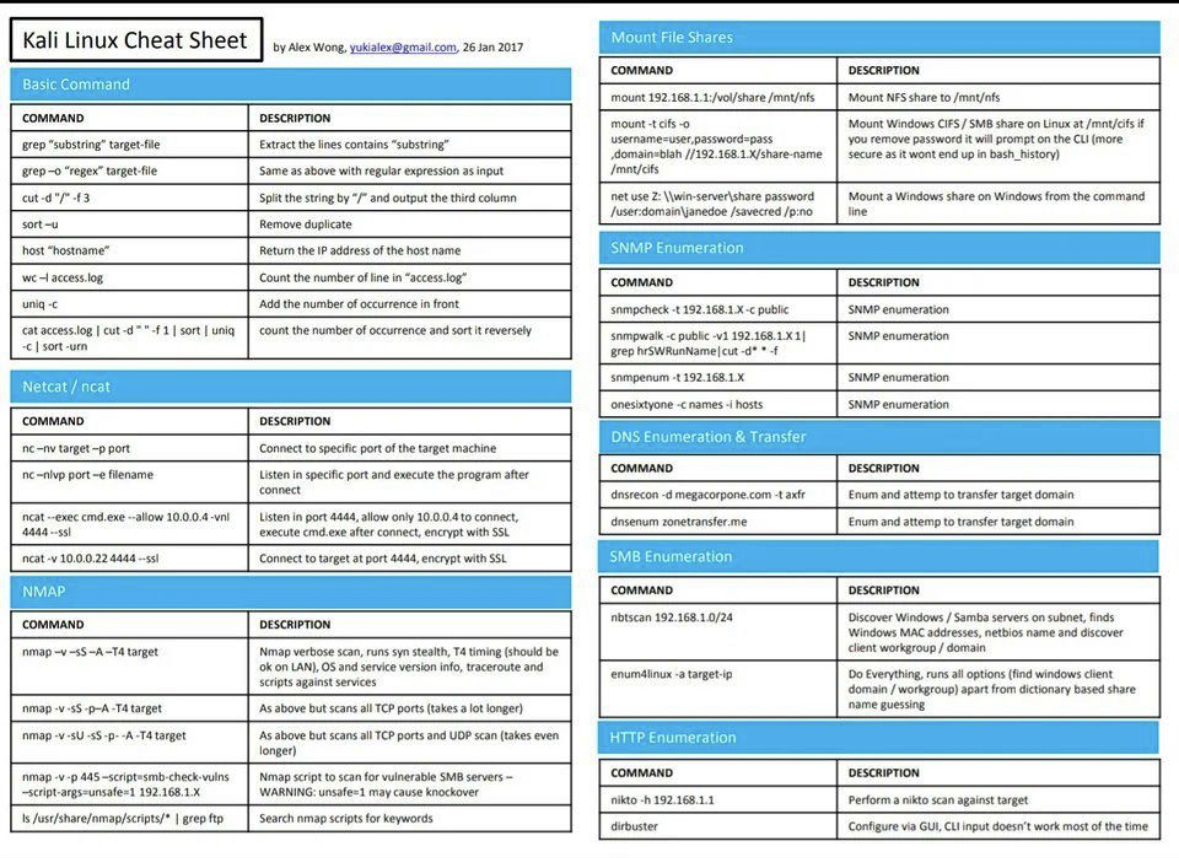 Kali Linux Cheat Sheet
by Alex Wong, yukialex@gmail.com, 26 Jan 2017
Basic Command
COMMAND DESCRIPTION
grep "substring" target-file Extract the lines contains "substring"
grep –o "regex" target-file Same as above with regular expression as input
cut -d "/" -f 3 Split the string by "/" and output the third column
sort –u Remove duplicate
host "hostname" Return the IP address of the host name
wc –l access.log Count the number of line in "access.log"
uniq -c Add the number of occurrence in front
cat access.log | cut -d " " -f 1 | sort | uniq count the number of occurrence and sort it reversely
-c | sort -urn
Netcat / ncat
COMMAND DESCRIPTION
nc –nv target –p port Connect to specific port of the target machine
nc –nlvp port –e filename Listen in specific port and execute the program after
connect
ncat --exec cmd.exe --allow 10.0.0.4 -vnl Listen in port 4444, allow only 10.0.0.4 to connect,
4444 --ssl execute cmd.exe after connect, encrypt with SSL
ncat -v 10.0.0.22 4444 --ssl Connect to target at port 4444, encrypt with SSL
NMAP
COMMAND DESCRIPTION
nmap –v –sS –A –T4 target Nmap verbose scan, runs syn stealth, T4 timing (should be
ok on LAN), OS and service version info, traceroute and
scripts against services
nmap -v -sS -p–A -T4 target As above but scans all TCP ports (takes a lot longer)
nmap -v -sU -sS -p- -A -T4 target As above but scans all TCP ports and UDP scan (takes even
longer)
nmap -v -p 445 –script=smb-check-vulns Nmap script to scan for vulnerable SMB servers –
–script-args=unsafe=1 192.168.1.X WARNING: unsafe=1 may cause knockover
ls /usr/share/nmap/scripts/* | grep ftp Search nmap scripts for keywords
Mount File Shares
COMMAND DESCRIPTION
mount 192.168.1.1:/vol/share /mnt/nfs Mount NFS share to /mnt/nfs
mount -t cifs -o Mount Windows CIFS / SMB share on Linux at /mnt/cifs if
username=user,password=pass you remove password it will prompt on the CLI (more
,domain=blah //192.168.1.X/share-name secure as it wont end up in bash_history)
/mnt/cifs
net use Z: \\win-server\share password Mount a Windows share on Windows from the command
/user:domain\janedoe /savecred /p:no line
SNMP Enumeration
COMMAND DESCRIPTION
snmpcheck -t 192.168.1.X -c public SNMP enumeration
snmpwalk -c public -v1 192.168.1.X 1| SNMP enumeration
grep hrSWRunName|cut -d* * -f
snmpenum -t 192.168.1.X SNMP enumeration
onesixtyone -c names -i hosts SNMP enumeration
DNS Enumeration & Transfer
COMMAND DESCRIPTION
dnsrecon -d megacorpone.com -t axfr Enum and attemp to transfer target domain
dnsenum zonetransfer.me Enum and attemp to transfer target domain
SMB Enumeration
COMMAND DESCRIPTION
nbtscan 192.168.1.0/24 Discover Windows / Samba servers on subnet, finds
Windows MAC addresses, netbios name and discover
client workgroup / domain
enum4linux -a target-ip Do Everything, runs all options (find windows client
domain / workgroup) apart from dictionary based share
name guessing
HTTP Enumeration
COMMAND DESCRIPTION
nikto -h 192.168.1.1 Perform a nikto scan against target
dirbuster Configure via GUI, CLI input doesn't work most of the time